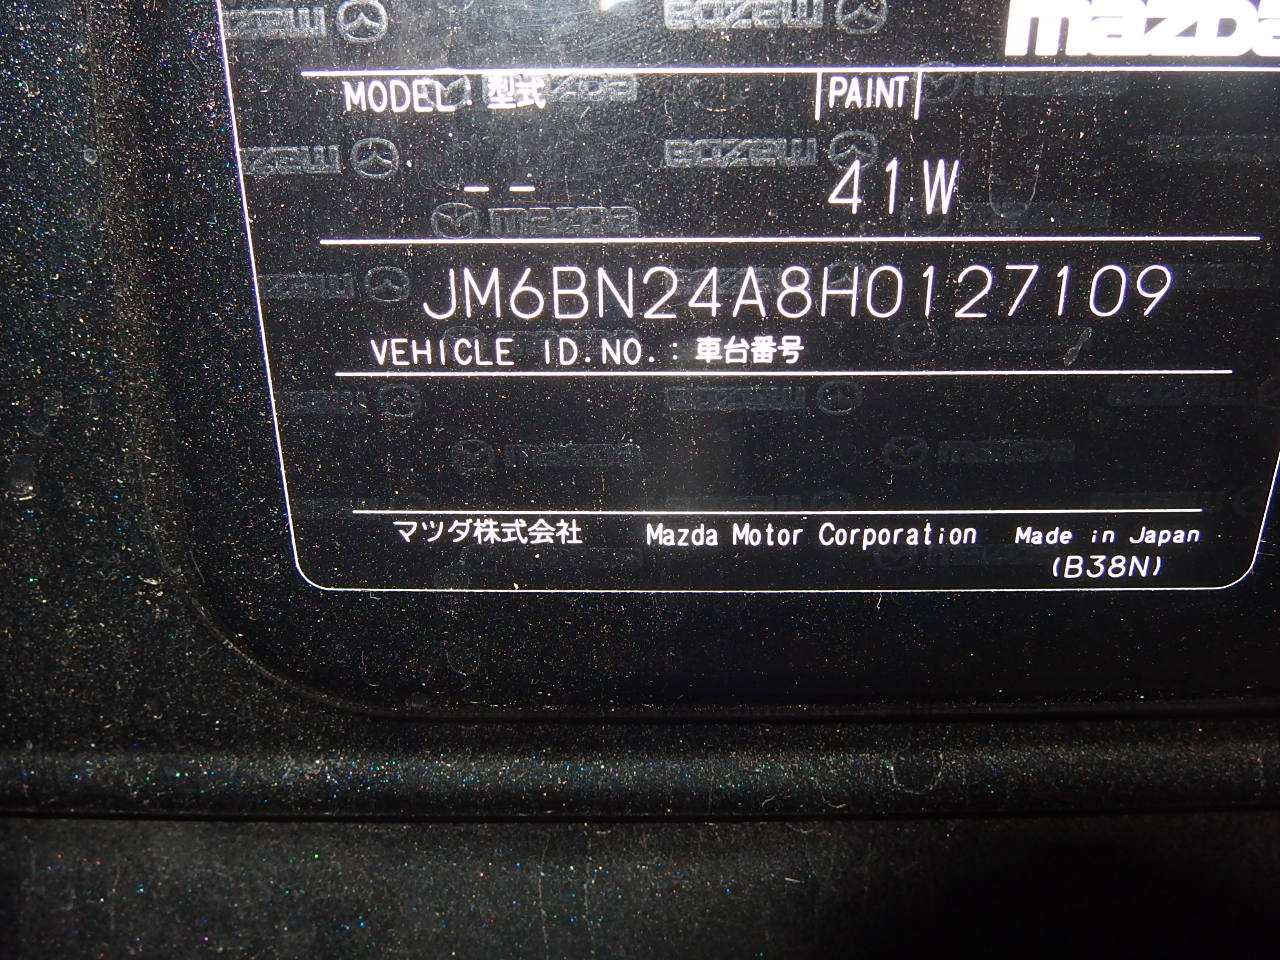 mazda
MODEL : 型式 PAINT
-- 41W
JM6BN24A8H0127109
VEHICLE ID.NO.: 車台番号
マツダ株式会社 Mazda Motor Corporation Made in Japan
(B38N)